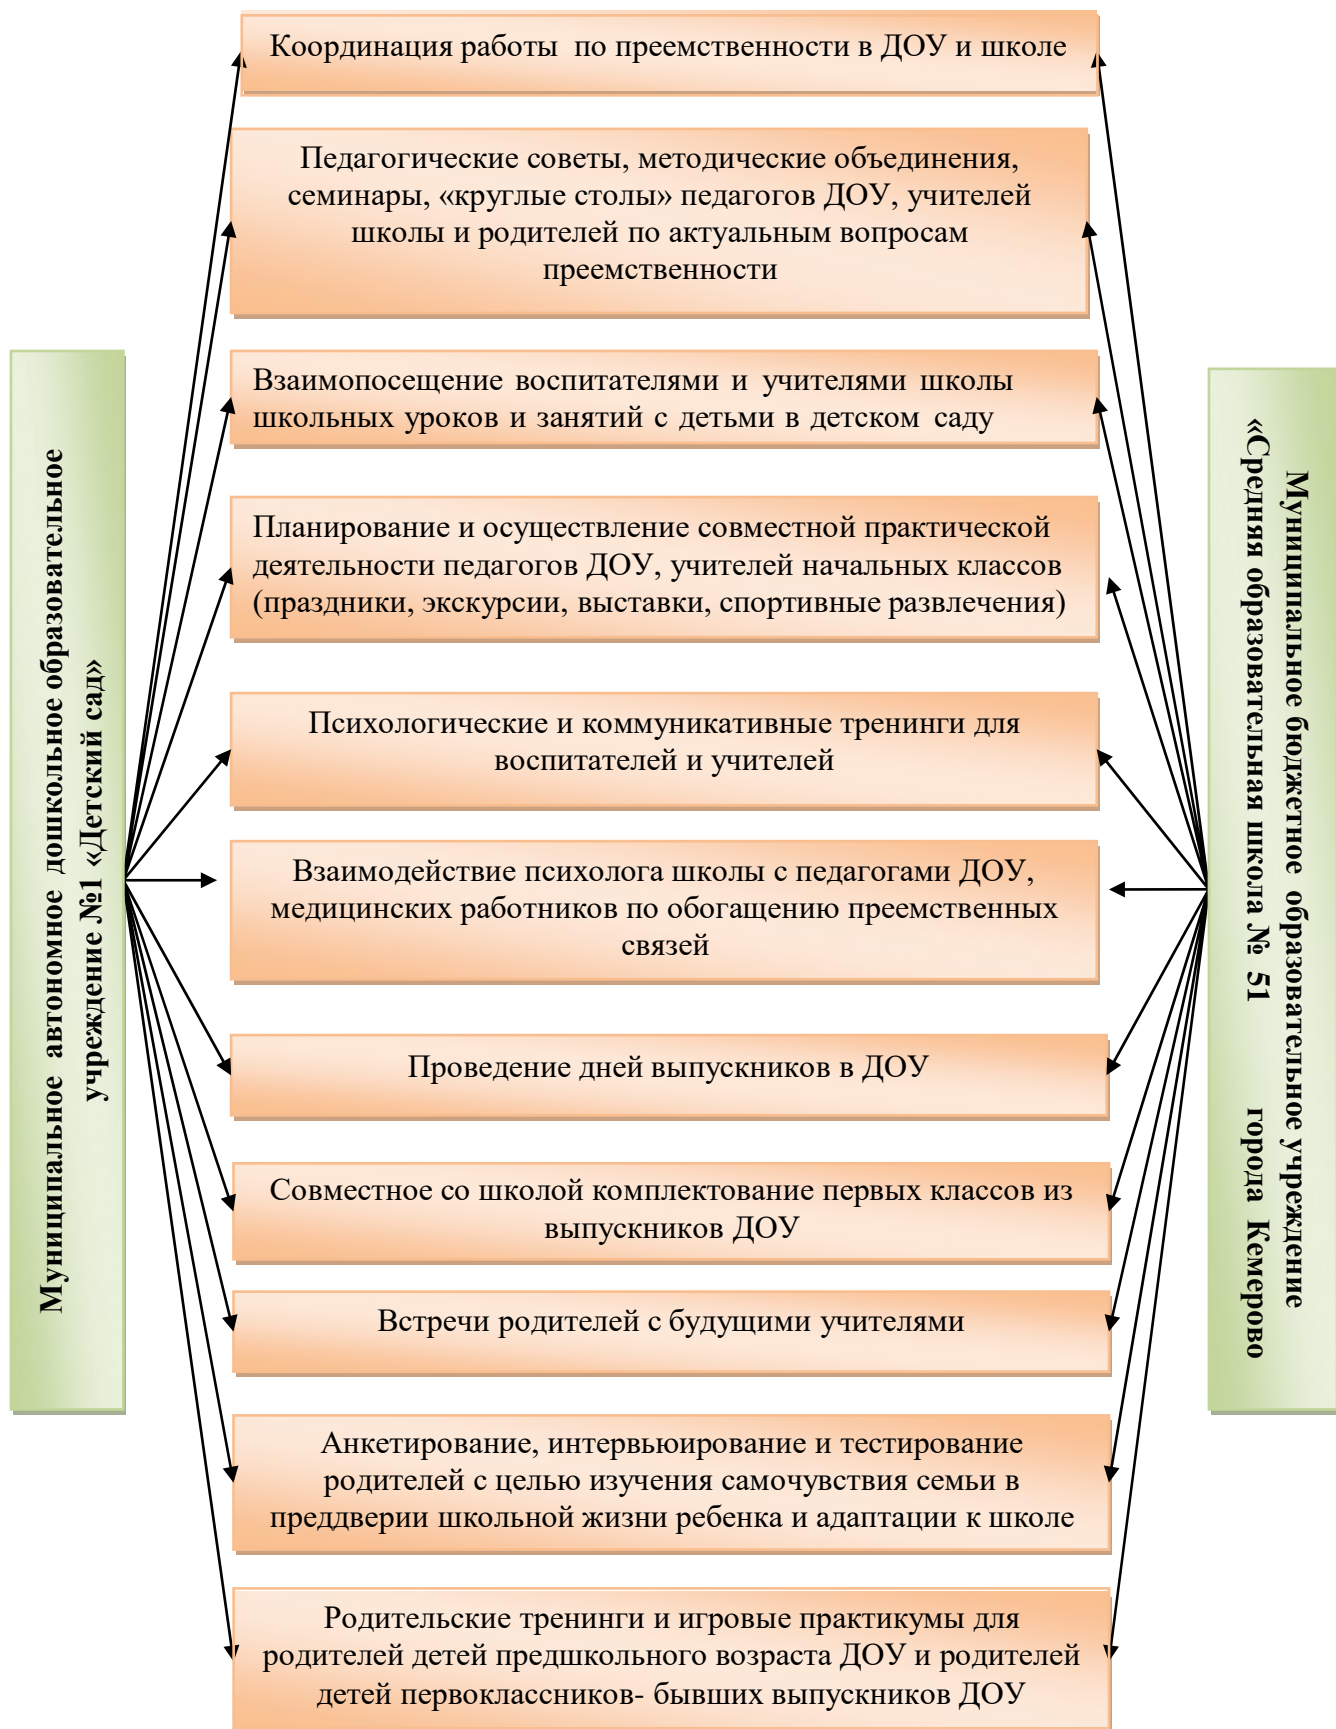 Координация работы по преемственности в ДОУ и школе
Педагогические советы, методические объединения,
семинары, «круглые столы» педагогов ДОУ, учителей
школы и родителей по актуальным вопросам
преемственности
Взаимопосещение воспитателями и учителями школы
школьных уроков и занятий с детьми в детском саду
Планирование и осуществление совместной практической
деятельности педагогов ДОУ, учителей начальных классов
(праздники, экскурсии, выставки, спортивные развлечения)
Психологические и коммуникативные тренинги для
воспитателей и учителей
Взаимодействие психолога школы с педагогами ДОУ,
медицинских работников по обогащению преемственных
связей
Проведение дней выпускников в ДОУ
Совместное со школой комплектование первых классов из
выпускников ДОУ
Встречи родителей с будущими учителями
Анкетирование, интервьюирование и тестирование
родителей с целью изучения самочувствия семьи в
преддверии школьной жизни ребенка и адаптации к школе
Родительские тренинги и игровые практикумы для
родителей детей предшкольного возраста ДОУ и родителей
детей первоклассников- бывших выпускников ДОУ
Муниципальное автономное дошкольное образовательное
учреждение №1 «Детский сад»
Муниципальное бюджетное образовательное учреждение
«Средняя образовательная школа № 51 города Кемерово